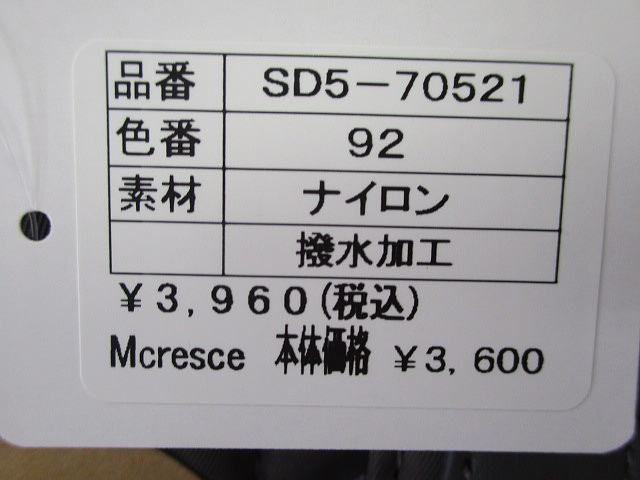 品番 SD5-70521
色番 92
素材 ナイロン
撥水加工
¥3,960(税込)
Mcresce 本体価格 ¥3,600